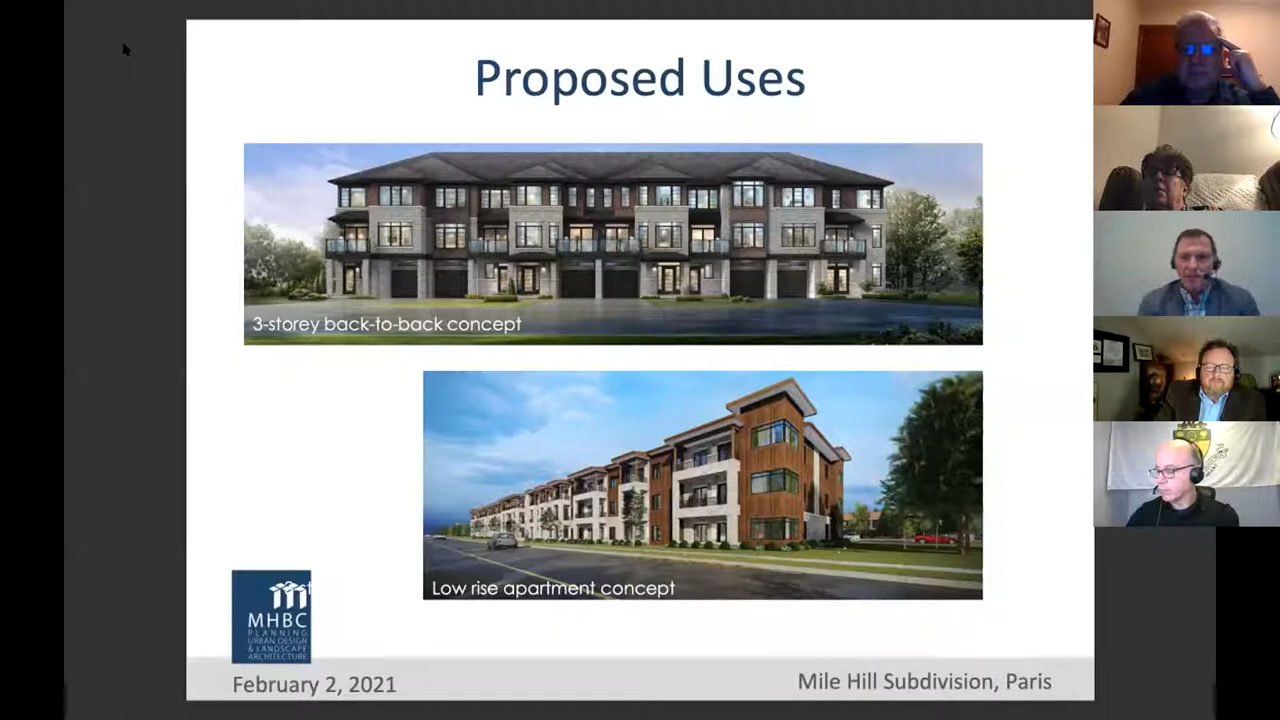 Proposed Uses
3-storey back-to-back concept
Low rise apartment concept
MHBC
PLANNING
URBAN DESIGN
& LANDSCAPE
ARCHITECTURE
February 2, 2021
Mile Hill Subdivision, Paris